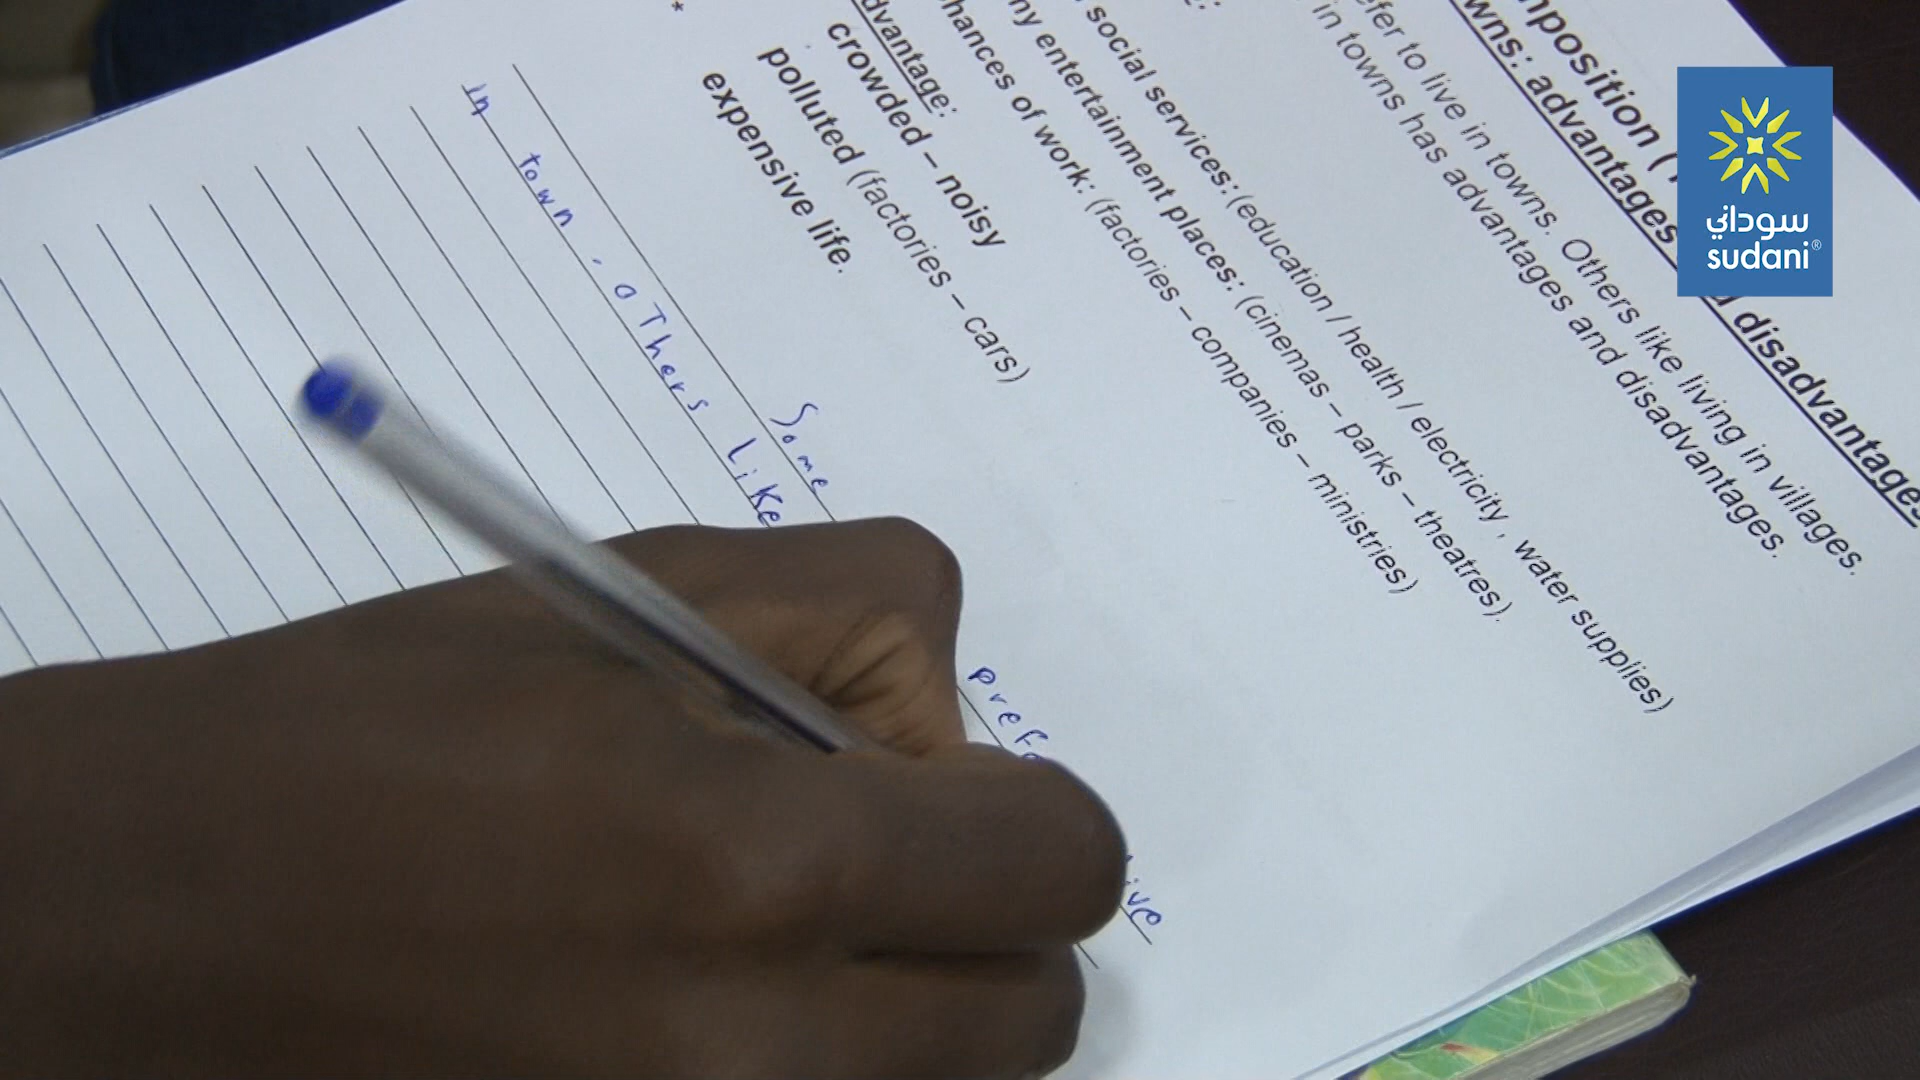 mposition (
wns: advantages disadvantages
efer to live in towns. Others like living in villages.
in towns has advantages and disadvantages.
social services: (education / health / electricity , water supplies)
ny entertainment places: (cinemas – parks – theatres).
hances of work: (factories – companies – ministries)
dvantage:
crowded – noisy
polluted (factories – cars)
expensive life.
*
Some prefe ive
in town . oThers Like
سوداني
sudani®